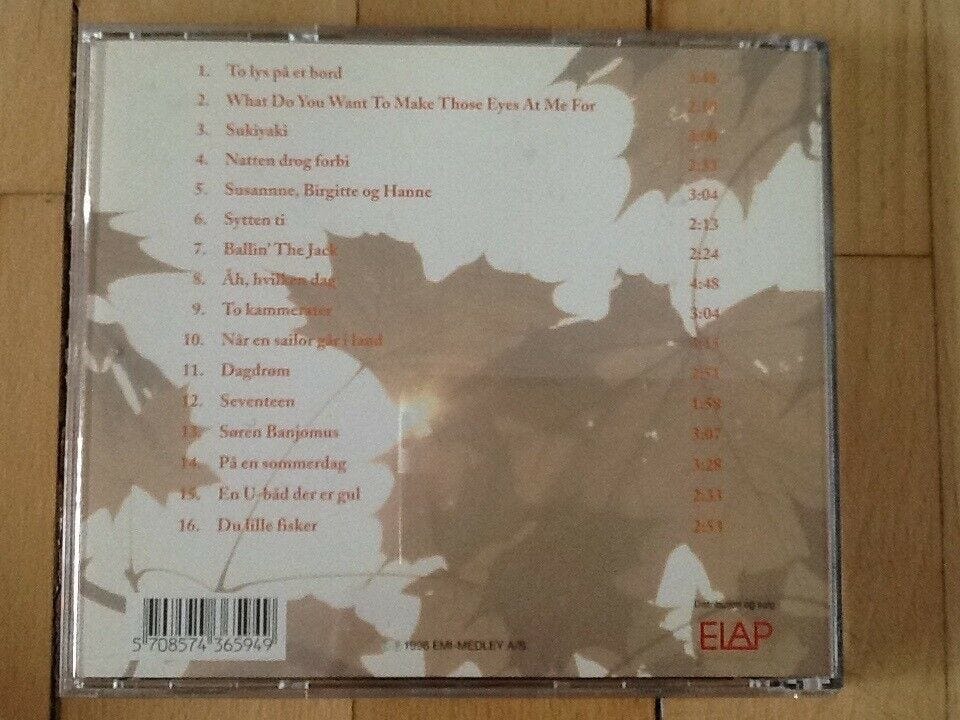 1. To lys på et bord
2. What Do You Want To Make Those Eyes At Me For
3. Sukiyaki
4. Natten drog forbi
5. Susannne, Birgitte og Hanne 3:04
6. Sytten ti 2:13
7. Ballin' The Jack 2:24
8. Åh, hvilken dag 4:48
9. To kammerater 3:04
10. Når en sailor går i land
11. Dagdrøm 2:51
12. Seventeen 1:58
13. Søren Banjomus 3:07
14. På en sommerdag 3:28
15. En U-båd der er gul 2:33
16. Du lille fisker 2:53
5 708574 365949
1996 EMI-MEDLEY A/S
og salg
ELAP